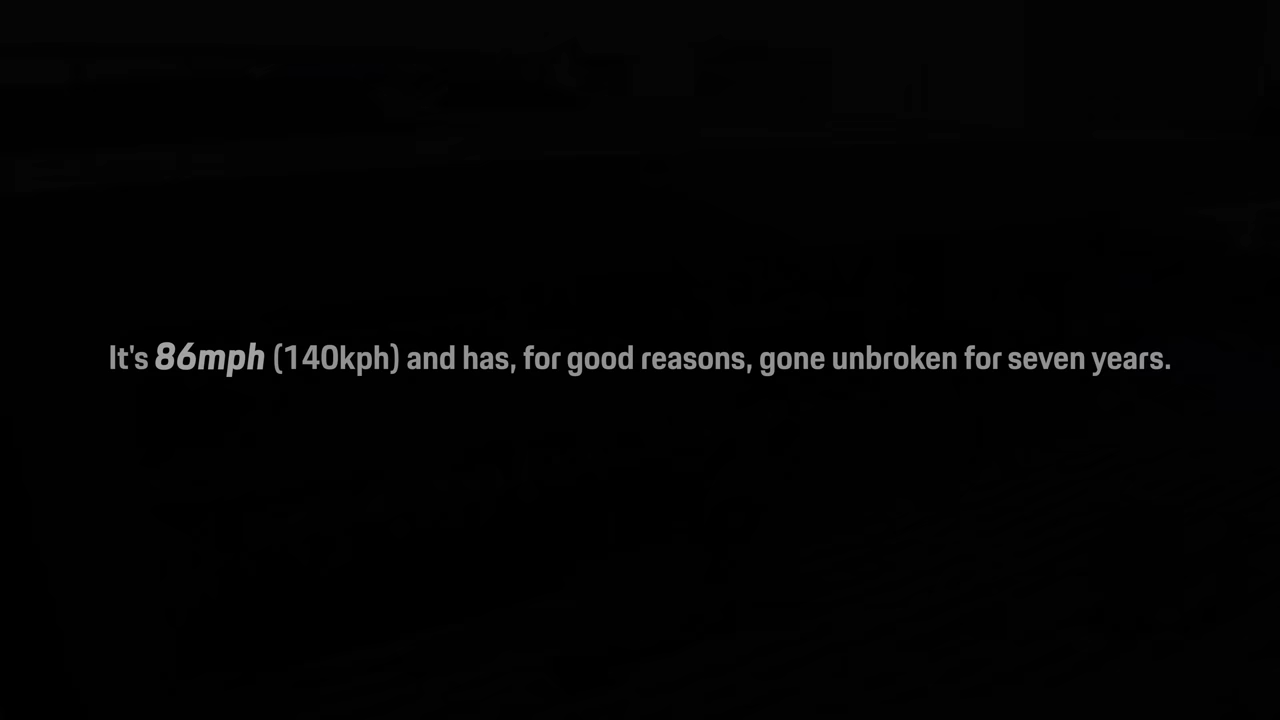 It's 86mph (140kph) and has, for good reasons, gone unbroken for seven years.